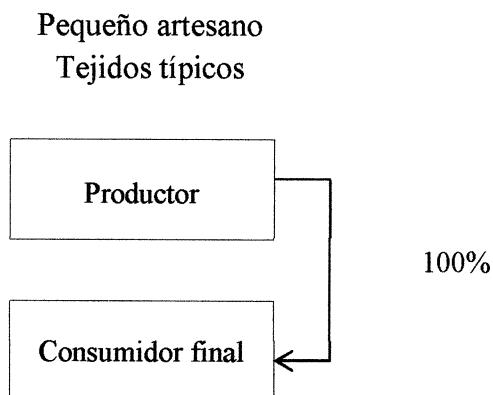 Pequeño artesano
Tejidos típicos
Productor
100%
Consumidor final